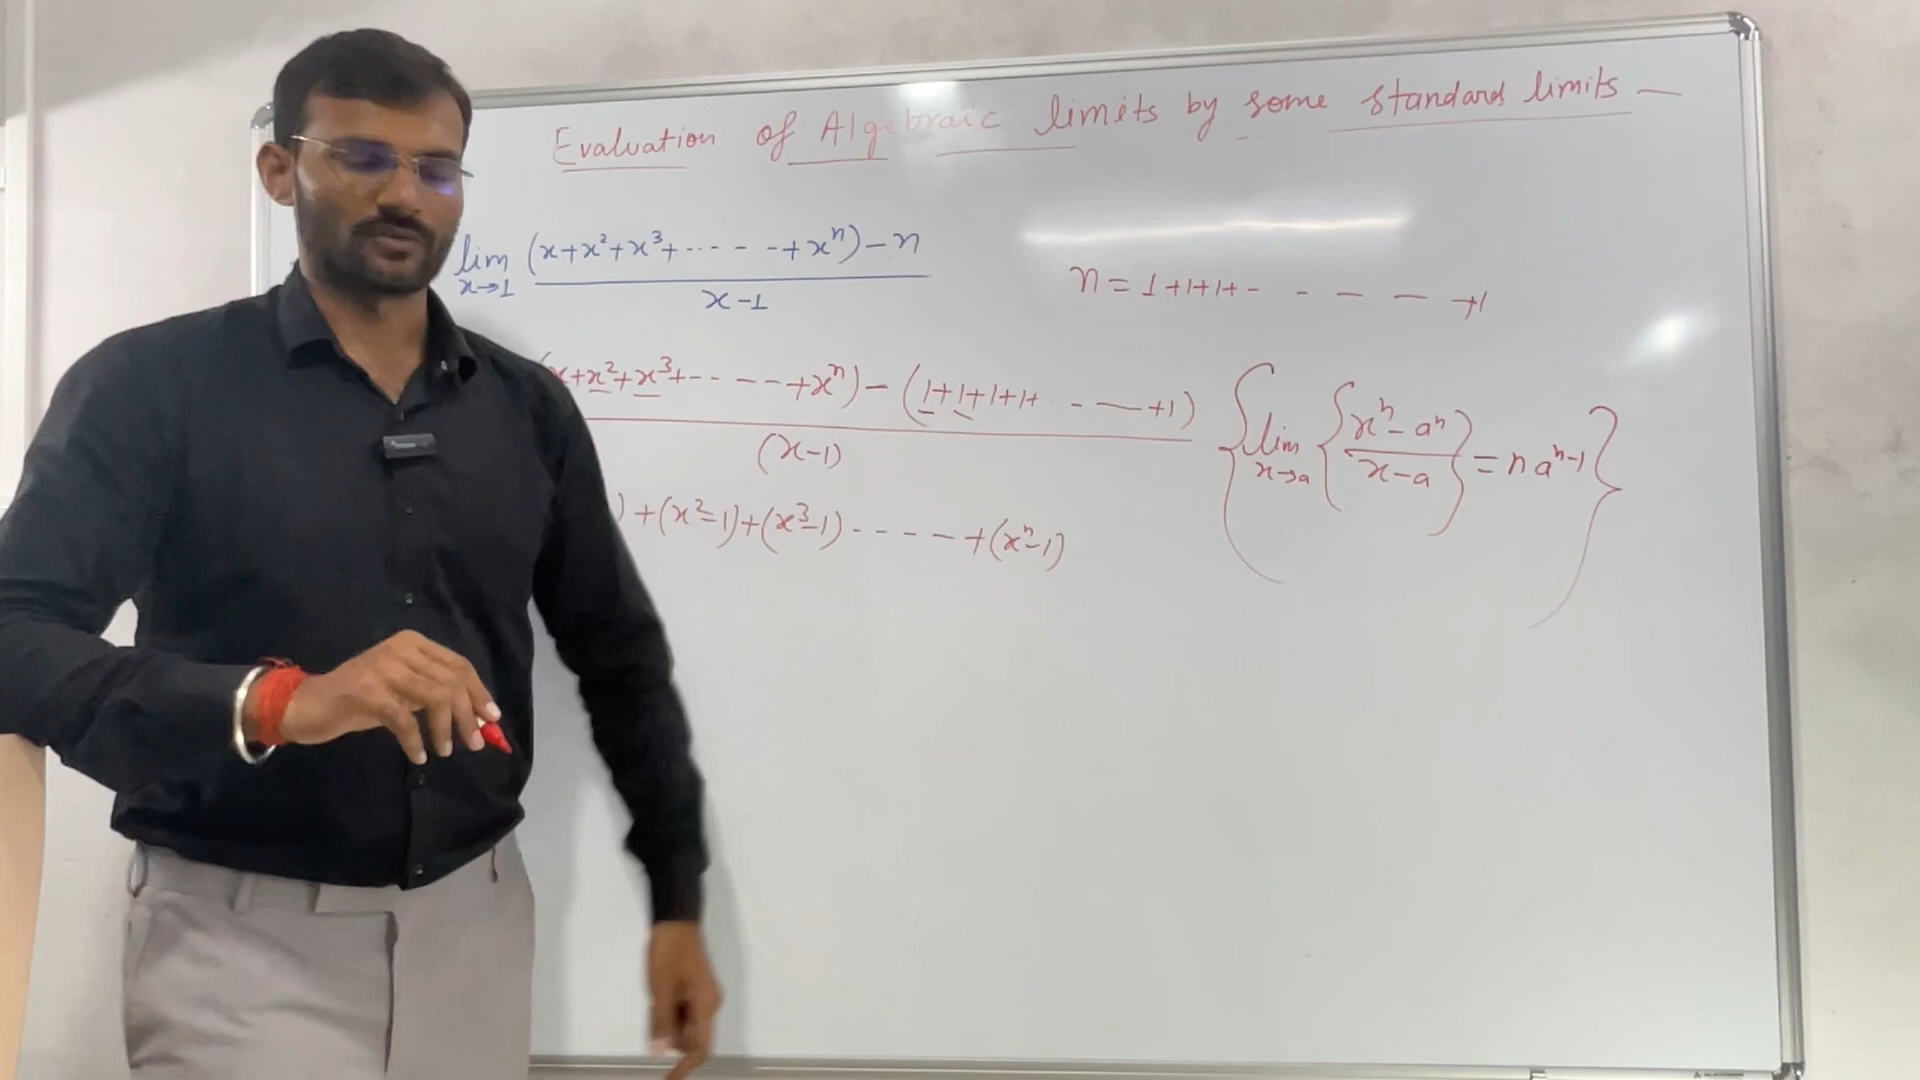 Evaluation of Algebraic limits by some standard limits —
lim (x+x²+x³+-----+xⁿ)-n
x→1 x-1
n = 1+1+1+- - - - +1
x+x²+x³+-- - - - +xⁿ) - (1+1+1+1+ - - — +1)
(x-1)
{ lim { xⁿ-aⁿ / x-a } = n aⁿ⁻¹ }
x→a
) + (x²-1)+(x³-1) - - - - - + (xⁿ-1)